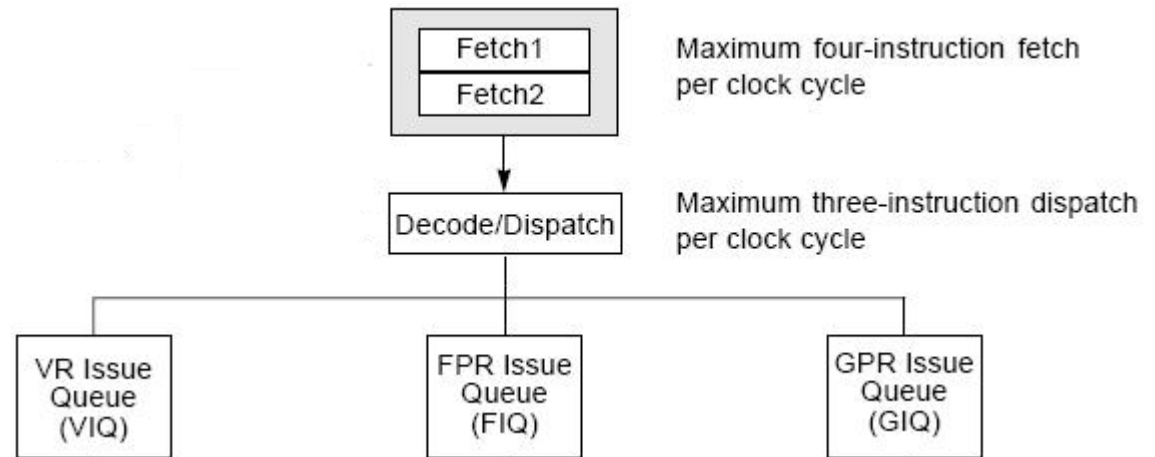 Fetch1
Fetch2
Maximum four-instruction fetch
per clock cycle
Decode/Dispatch
Maximum three-instruction dispatch
per clock cycle
VR Issue
Queue
(VIQ)
FPR Issue
Queue
(FIQ)
GPR Issue
Queue
(GIQ)